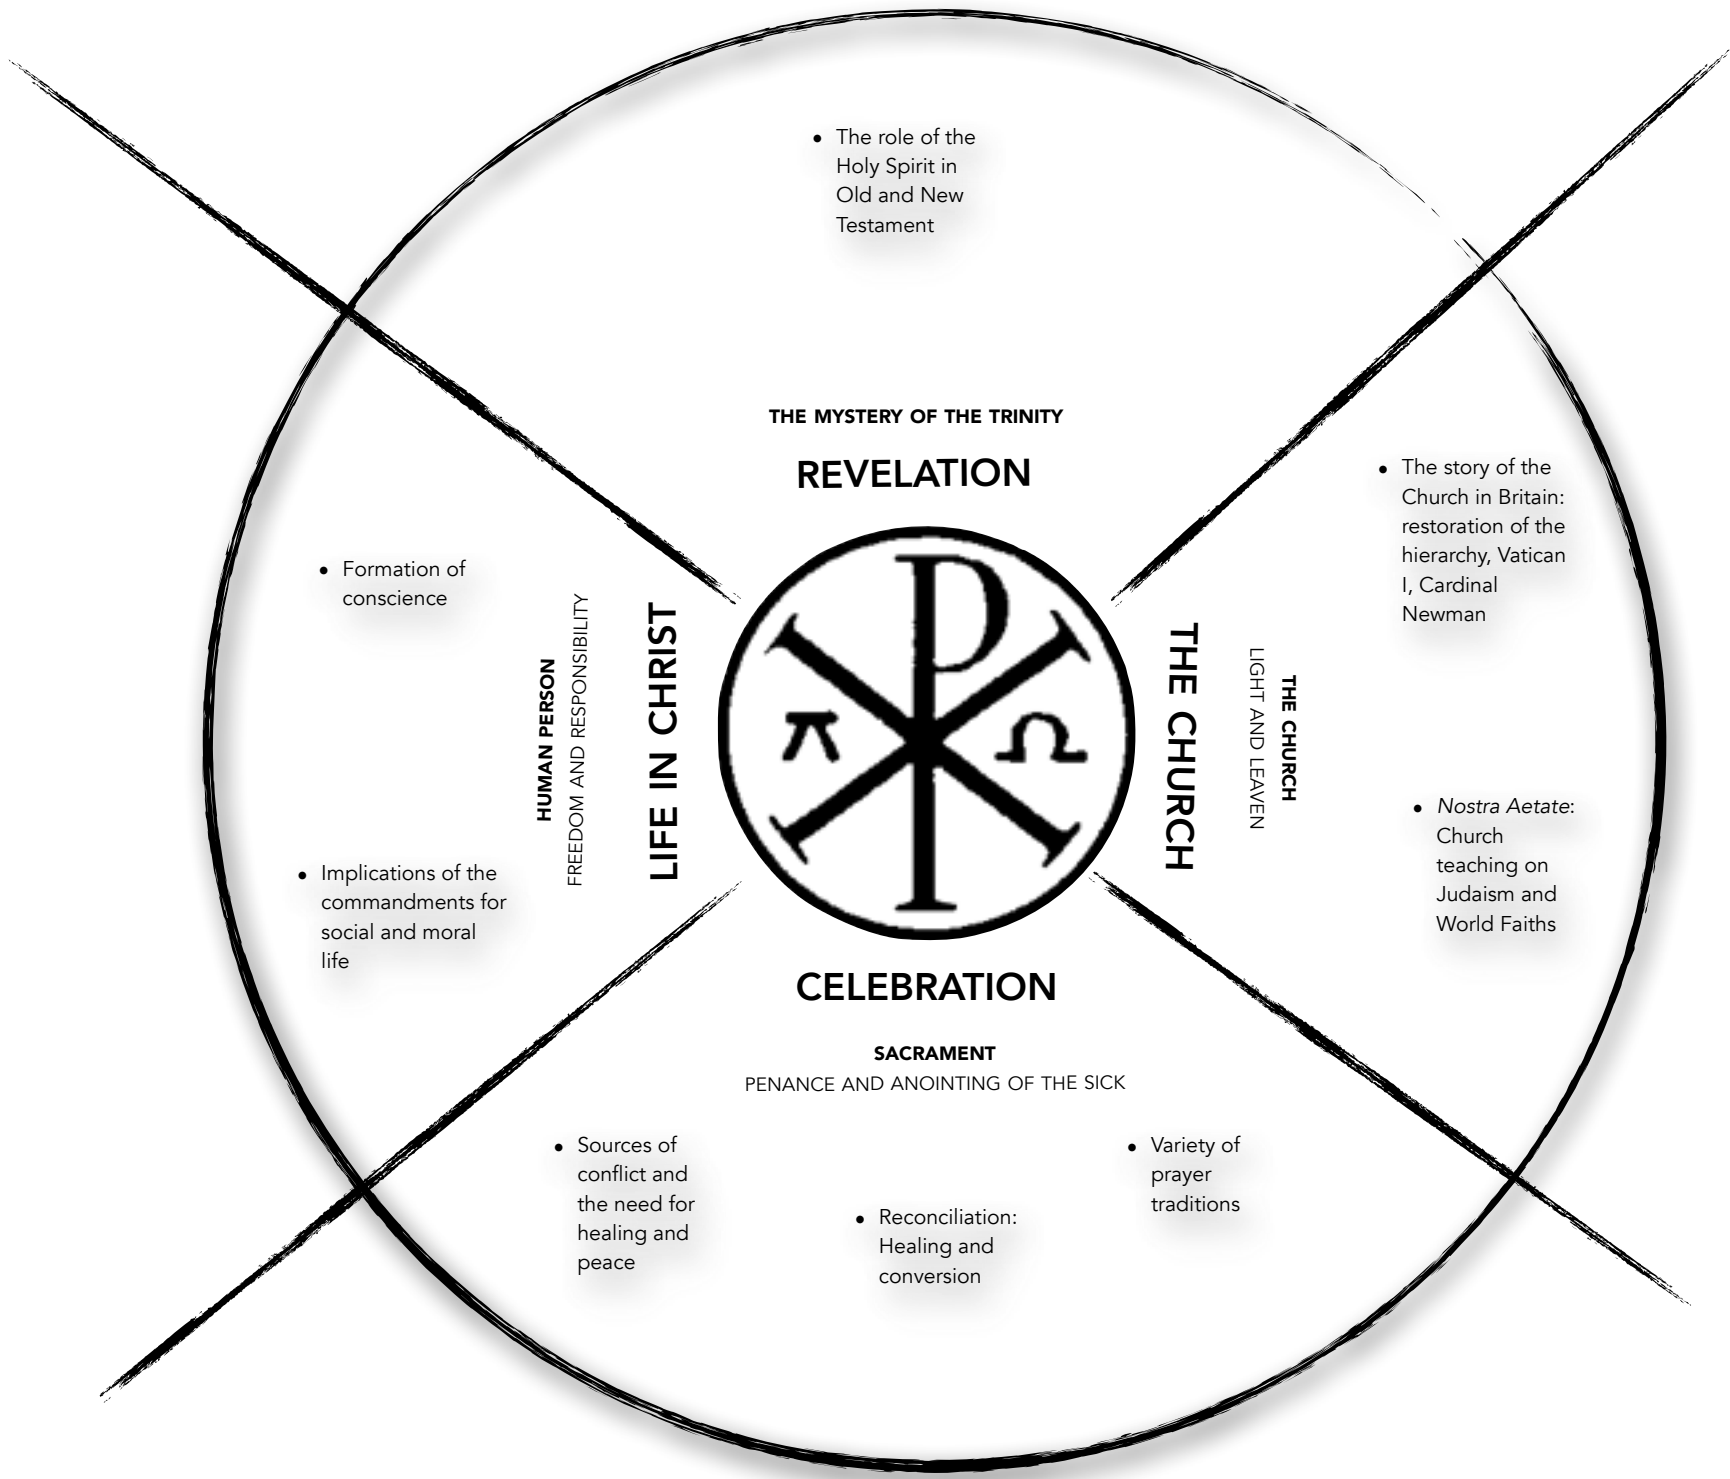 • The role of the
Holy Spirit in
Old and New
Testament
THE MYSTERY OF THE TRINITY
REVELATION
• Formation of
conscience
• Implications of the
commandments for
social and moral
life
HUMAN PERSON
FREEDOM AND RESPONSIBILITY
LIFE IN CHRIST
Ρ
Ω
THE CHURCH
LIGHT AND LEAVEN
THE CHURCH
• The story of the
Church in Britain:
restoration of the
hierarchy, Vatican
I, Cardinal
Newman
• Nostra Aetate:
Church
teaching on
Judaism and
World Faiths
CELEBRATION
SACRAMENT
PENANCE AND ANOINTING OF THE SICK
• Sources of
conflict and
the need for
healing and
peace
• Reconciliation:
Healing and
conversion
• Variety of
prayer
traditions